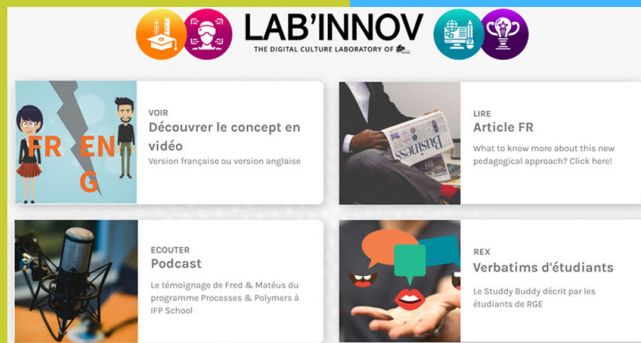 LAB'INNOV
THE DIGITAL CULTURE LABORATORY OF
FR ENG
VOIR
Découvrer le concept en
vidéo
Version française ou version anglaise
Business
LIRE
Article FR
What to know more about this new
pedagogical approach? Click here!
ECOUTER
Podcast
Le témoignage de Fred & Matéus du
programme Processes & Polymers à
IFP School
REX
Verbatims d'étudiants
Le Studdy Buddy décrit par les
étudiants de RGE